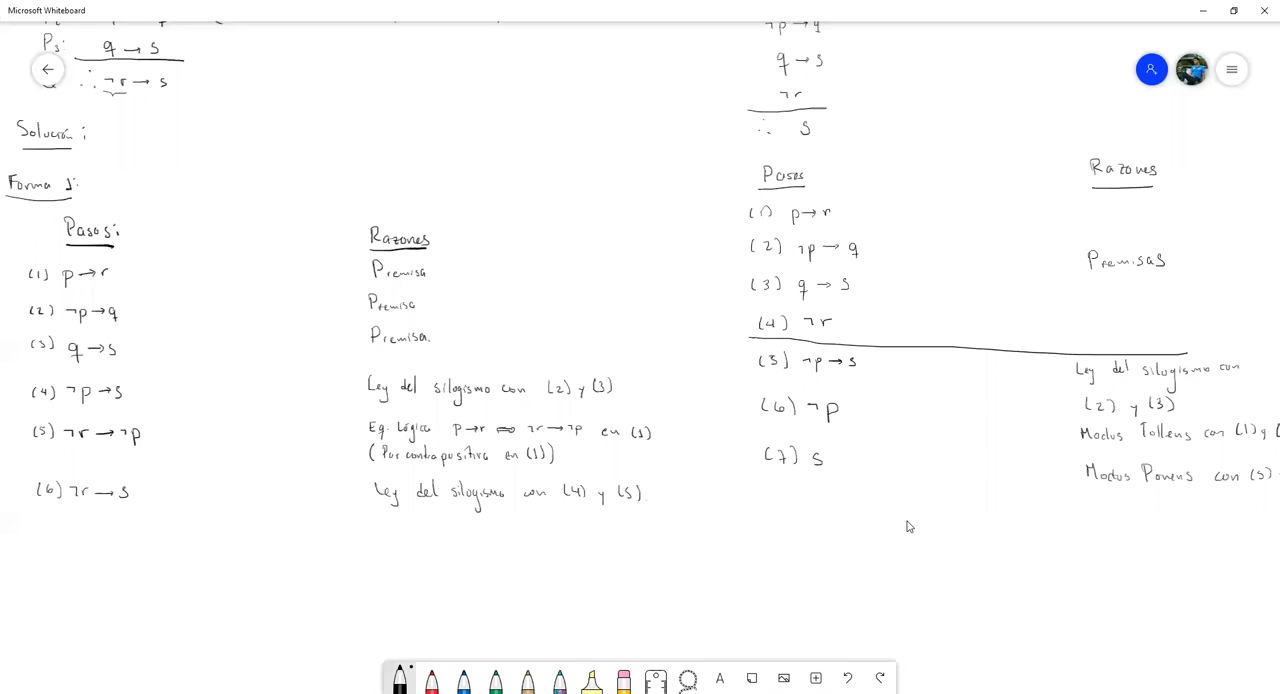 Microsoft Whiteboard
q → s
∴ ¬r → s
Solución:
Forma 1:
Pasos:
Razones
(1) p → r
Premisa
(2) ¬p → q
Premisa
(3) q → s
Premisa.
(4) ¬p → s
Ley del silogismo con (2) y (3)
(5) ¬r → ¬p
Eq. Lógica p → r ⇔ ¬r → ¬p en (1)
(Por contrapositiva en (1))
(6) ¬r → s
Ley del silogismo con (4) y (5).
¬p → q
q → s
¬r
∴ s
Pasos
Razones
(1) p → r
(2) ¬p → q
Premisas
(3) q → s
(4) ¬r
(5) ¬p → s
Ley del silogismo con
(2) y (3)
(6) ¬p
Modus Tollens con (1) y
(7) s
Modus Ponens con (5)